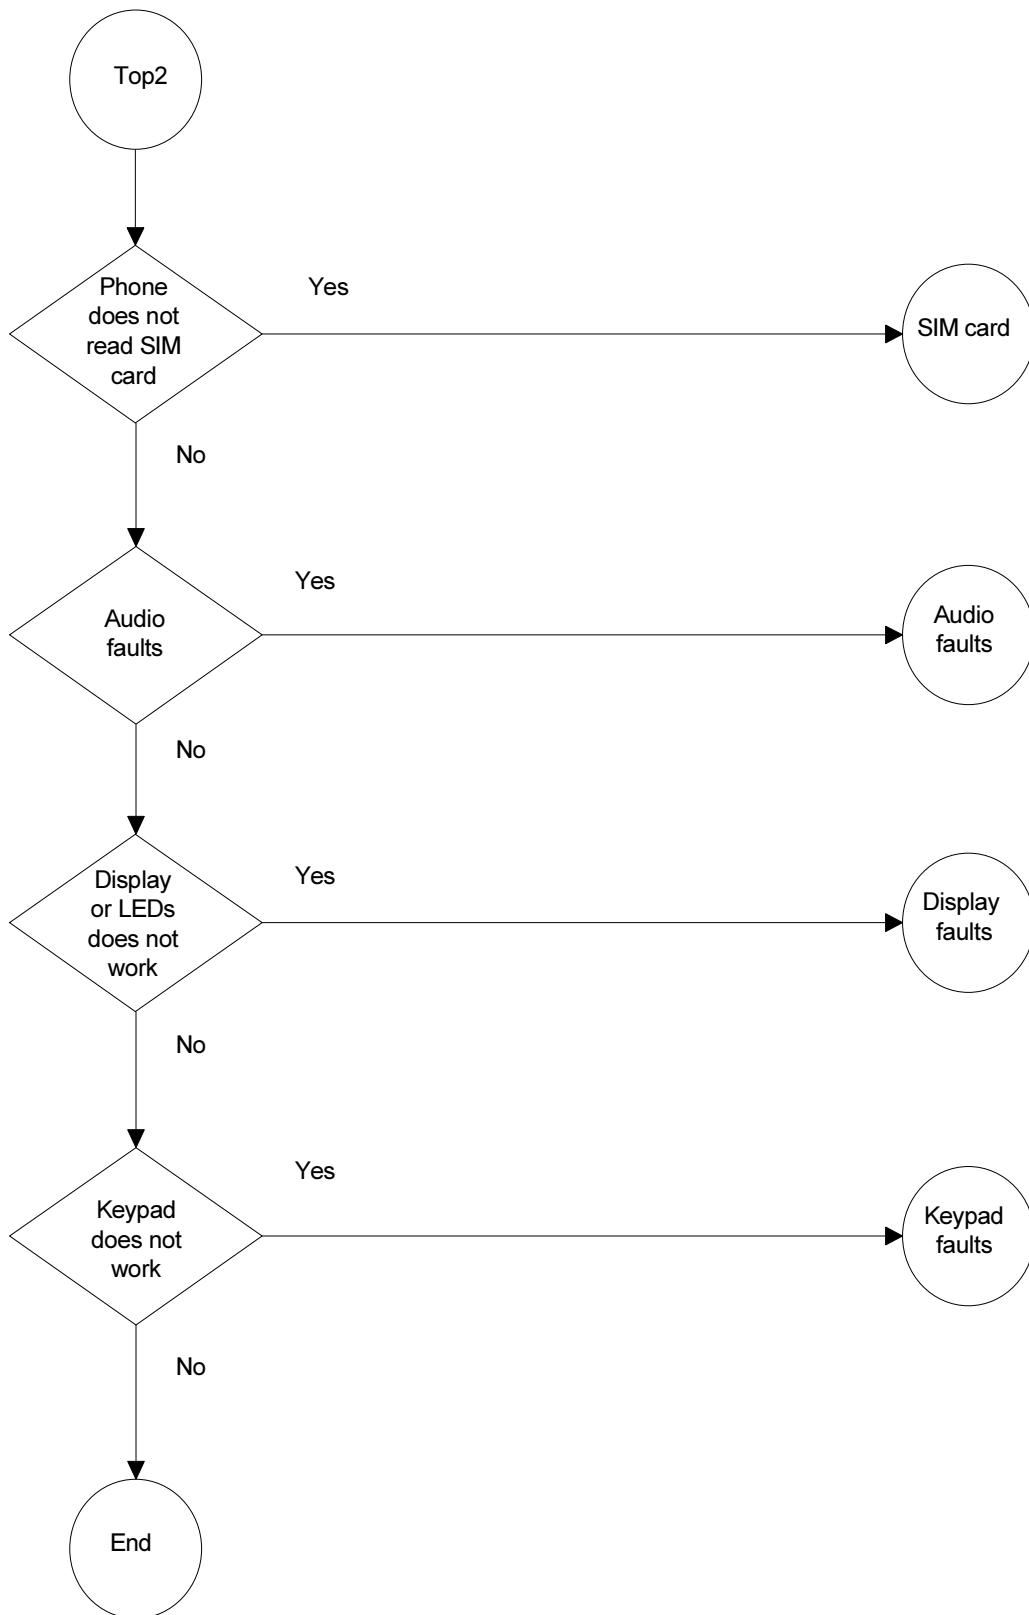 Top2
Phone
does not
read SIM
card
Yes
SIM card
No
Audio
faults
Yes
Audio
faults
No
Display
or LEDs
does not
work
Yes
Display
faults
No
Keypad
does not
work
Yes
Keypad
faults
No
End